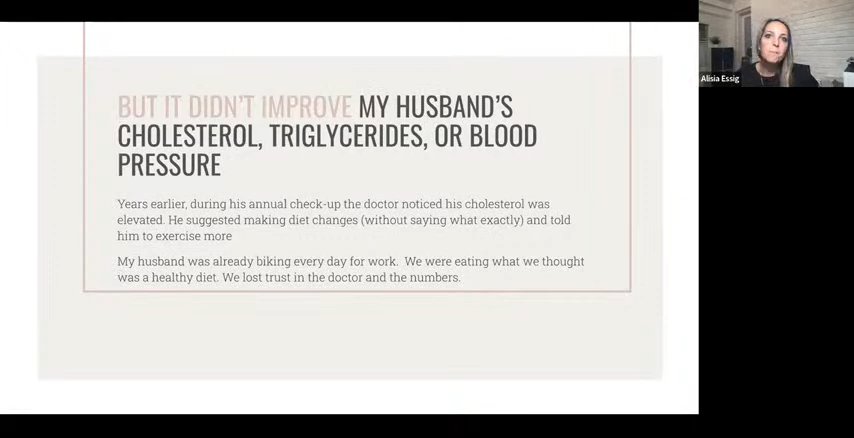 BUT IT DIDN'T IMPROVE MY HUSBAND'S
CHOLESTEROL, TRIGLYCERIDES, OR BLOOD
PRESSURE
Years earlier, during his annual check-up the doctor noticed his cholesterol was
elevated. He suggested making diet changes (without saying what exactly) and told
him to exercise more
My husband was already biking every day for work.  We were eating what we thought
was a healthy diet. We lost trust in the doctor and the numbers.
Alisia Essig